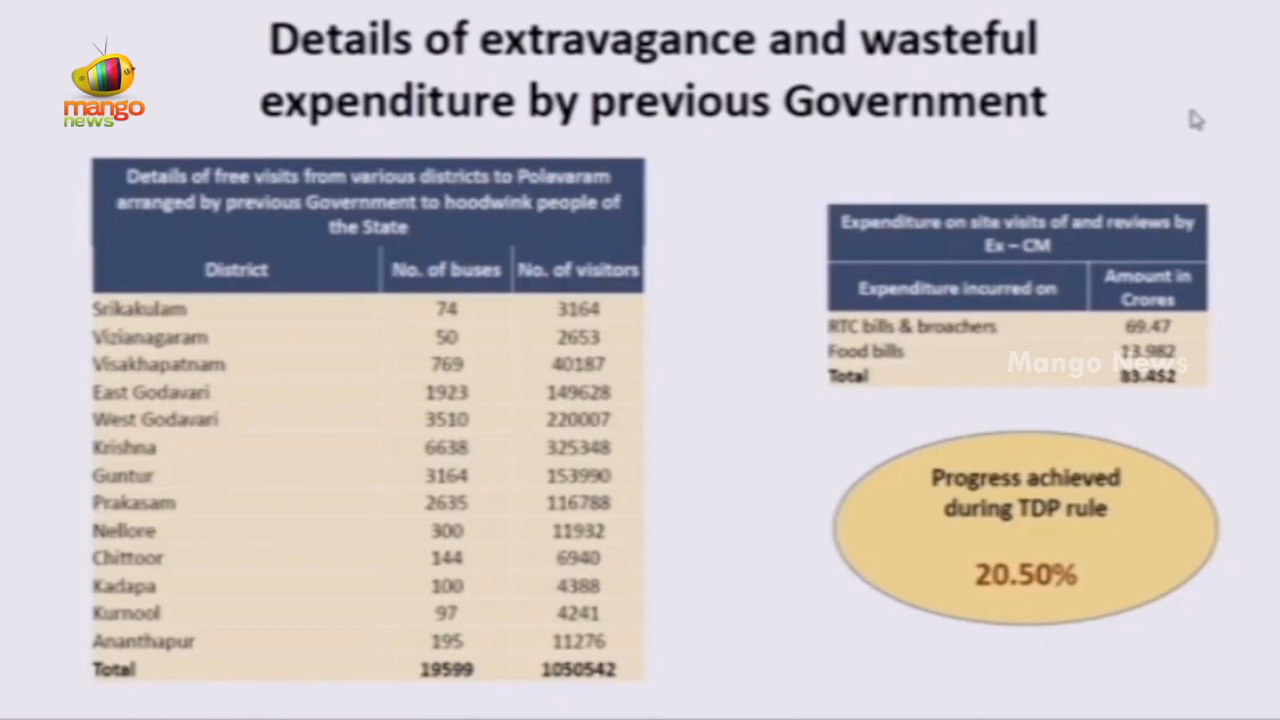 Details of extravagance and wasteful
expenditure by previous Government
mango
news
Details of free visits from various districts to Polavaram
arranged by previous Government to hoodwink people of
the State
District No. of buses No. of visitors
Srikakulam 74 3164
Vizianagaram 50 2653
Visakhapatnam 769 40187
East Godavari 1923 149628
West Godavari 3510 220007
Krishna 6638 325348
Guntur 3164 153990
Prakasam 2635 116788
Nellore 300 11932
Chittoor 144 6940
Kadapa 100 4388
Kurnool 97 4241
Ananthapur 195 11276
Total 19599 1050542
Expenditure on site visits of and reviews by
Ex – CM
Expenditure incurred on Amount in
Crores
RTC bills & broachers 69.47
Food bills 13.982
Mango News
Total 83.452
Progress achieved
during TDP rule
20.50%